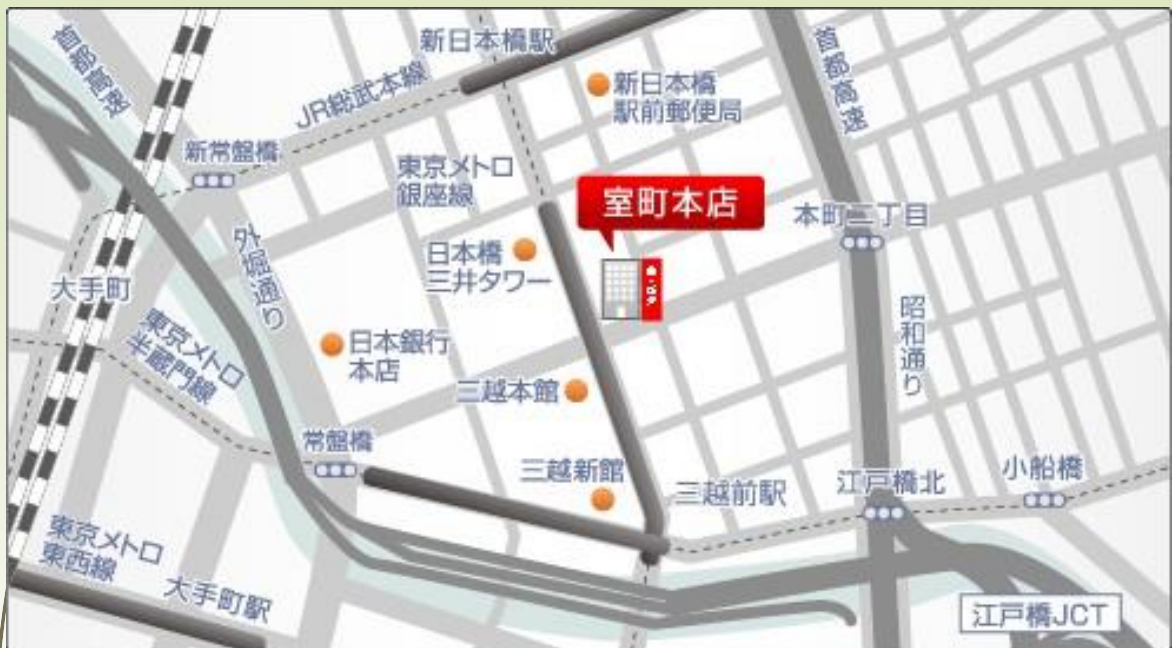 首都高速
新日本橋駅
首都高速
JR総武本線
新日本橋
駅前郵便局
新常盤橋
東京メトロ
銀座線
室町本店
本町二丁目
外堀通り
日本橋
三井タワー
大手町
東京メトロ
半蔵門線
日本銀行
本店
昭和通り
三越本館
常盤橋
三越新館
三越前駅
江戸橋北
小船橋
東京メトロ
東西線
大手町駅
江戸橋JCT